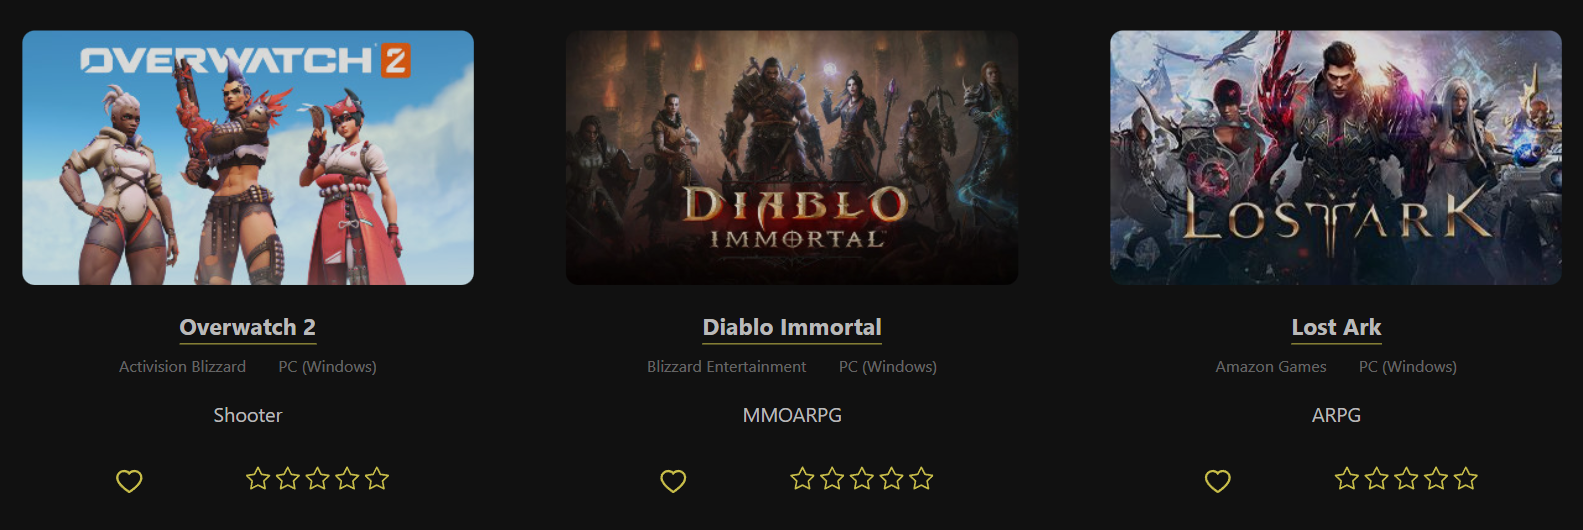 OVERWATCH 2
DIABLO
IMMORTAL
LOST ARK
Overwatch 2
Activision Blizzard PC (Windows)
Shooter
Diablo Immortal
Blizzard Entertainment PC (Windows)
MMOARPG
Lost Ark
Amazon Games PC (Windows)
ARPG